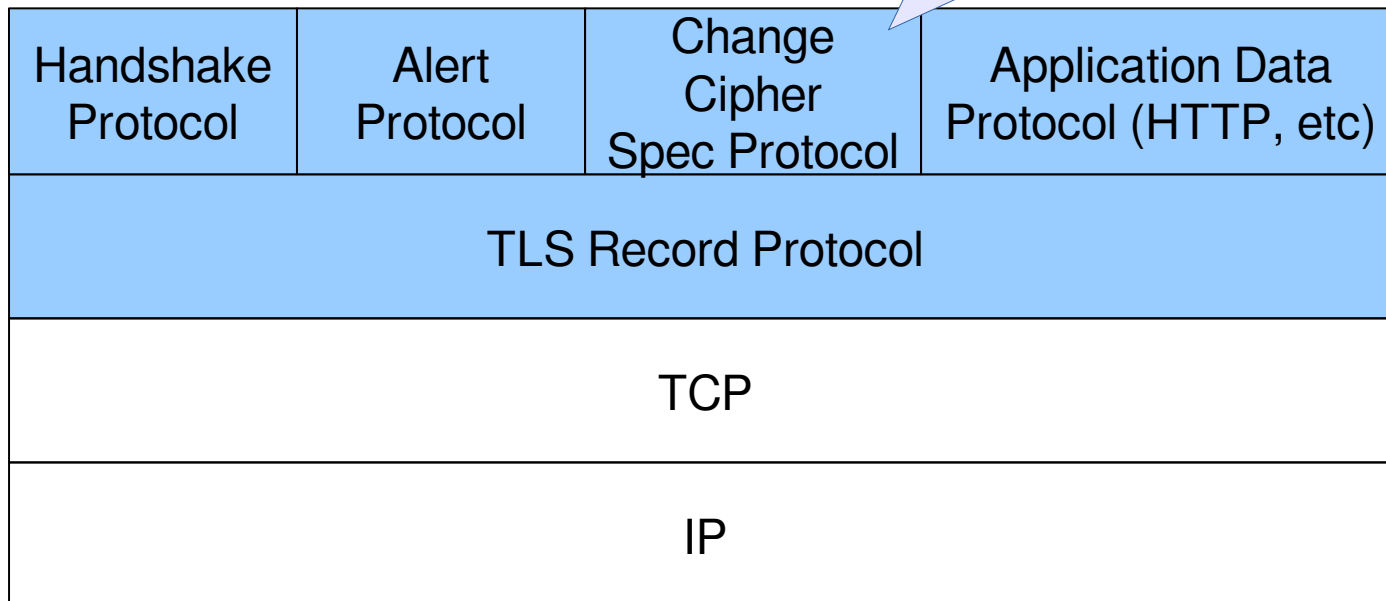 Handshake
Protocol
Alert
Protocol
Change
Cipher
Spec Protocol
Application Data
Protocol (HTTP, etc)
TLS Record Protocol
TCP
IP